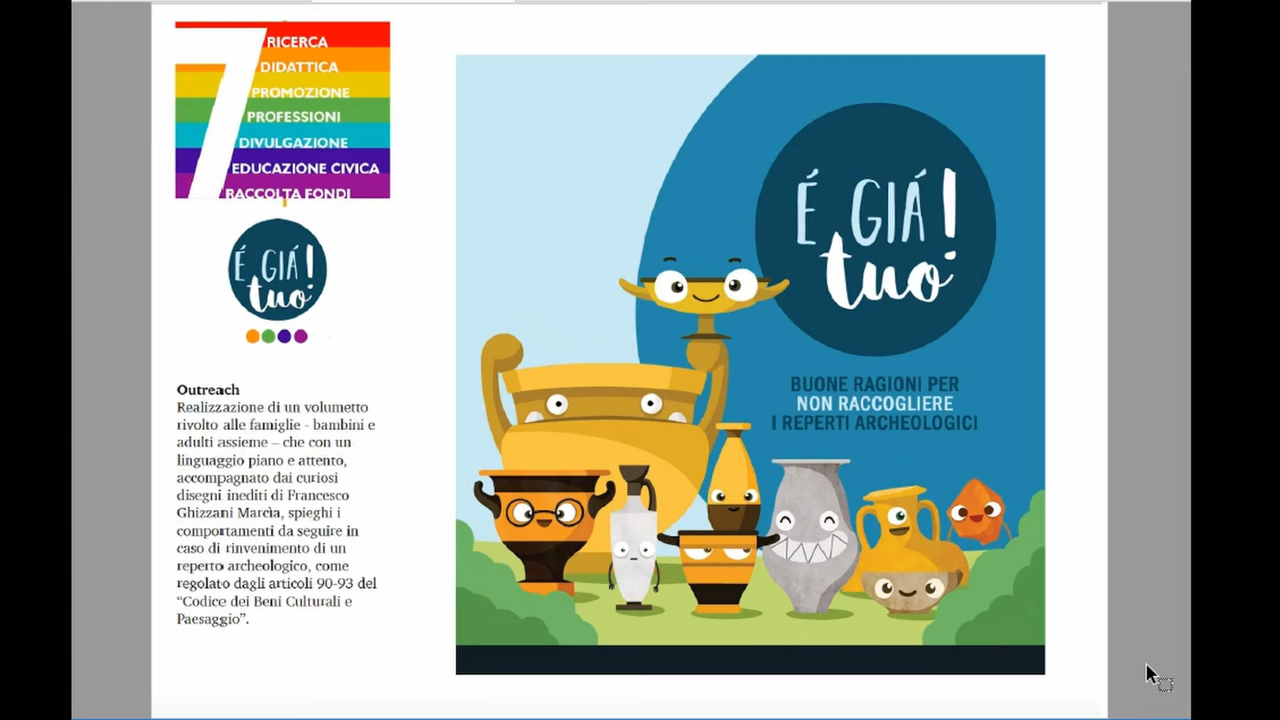 7
RICERCA
DIDATTICA
PROMOZIONE
PROFESSIONI
DIVULGAZIONE
EDUCAZIONE CIVICA
RACCOLTA FONDI
É GIÁ!
tuo
Outreach
Realizzazione di un volumetto
rivolto alle famiglie - bambini e
adulti assieme – che con un
linguaggio piano e attento,
accompagnato dai curiosi
disegni inediti di Francesco
Ghizzani Marcìa, spieghi i
comportamenti da seguire in
caso di rinvenimento di un
reperto archeologico, come
regolato dagli articoli 90-93 del
“Codice dei Beni Culturali e
Paesaggio”.
É GIÁ!
tuo
BUONE RAGIONI PER
NON RACCOGLIERE
I REPERTI ARCHEOLOGICI